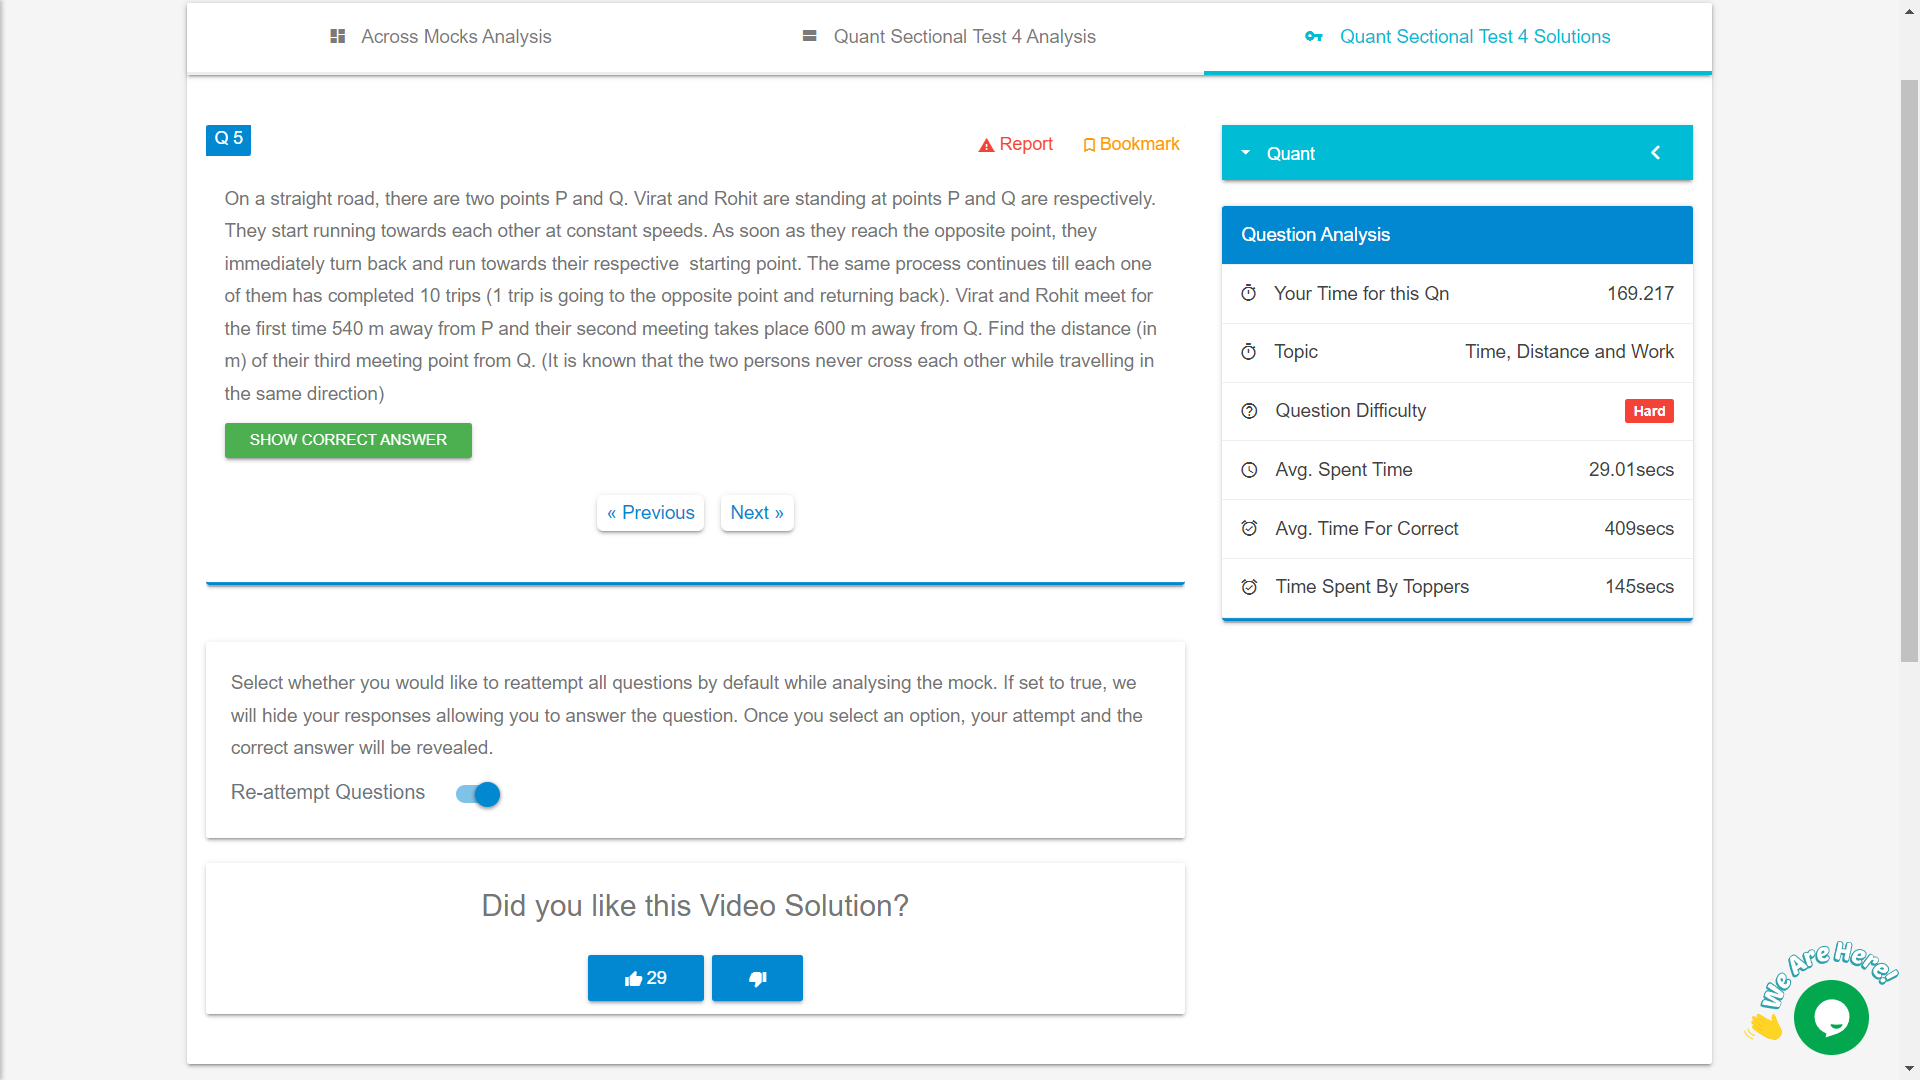 Across Mocks Analysis
Quant Sectional Test 4 Analysis
Quant Sectional Test 4 Solutions
Q 5
Report
Bookmark
On a straight road, there are two points P and Q. Virat and Rohit are standing at points P and Q are respectively.
They start running towards each other at constant speeds. As soon as they reach the opposite point, they
immediately turn back and run towards their respective  starting point. The same process continues till each one
of them has completed 10 trips (1 trip is going to the opposite point and returning back). Virat and Rohit meet for
the first time 540 m away from P and their second meeting takes place 600 m away from Q. Find the distance (in
m) of their third meeting point from Q. (It is known that the two persons never cross each other while travelling in
the same direction)
SHOW CORRECT ANSWER
« Previous
Next »
Quant
Question Analysis
Your Time for this Qn 169.217
Topic Time, Distance and Work
Question Difficulty Hard
Avg. Spent Time 29.01secs
Avg. Time For Correct 409secs
Time Spent By Toppers 145secs
Select whether you would like to reattempt all questions by default while analysing the mock. If set to true, we
will hide your responses allowing you to answer the question. Once you select an option, your attempt and the
correct answer will be revealed.
Re-attempt Questions
Did you like this Video Solution?
29
We Are Here!